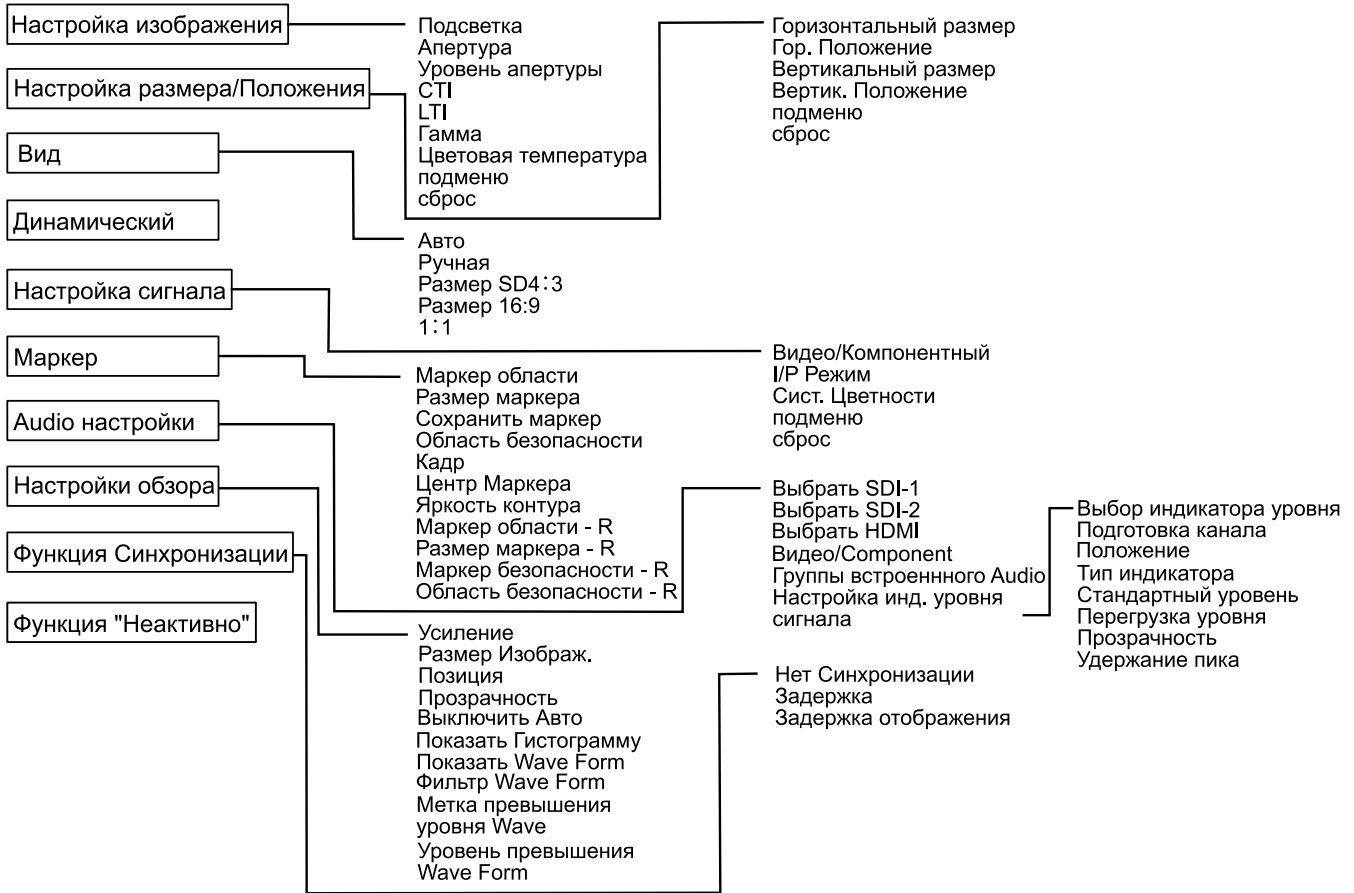 Настройка изображения
Настройка размера/Положения
Вид
Динамический
Настройка сигнала
Маркер
Audio настройки
Настройки обзора
Функция Синхронизации
Функция "Неактивно"
Подсветка
Апертура
Уровень апертуры
CTI
LTI
Гамма
Цветовая температура
подменю
сброс
Авто
Ручная
Размер SD4:3
Размер 16:9
1:1
Маркер области
Размер маркера
Сохранить маркер
Область безопасности
Кадр
Центр Маркера
Яркость контура
Маркер области - R
Размер маркера - R
Маркер безопасности - R
Область безопасности - R
Усиление
Размер Изображ.
Позиция
Прозрачность
Выключить Авто
Показать Гистограмму
Показать Wave Form
Фильтр Wave Form
Метка превышения
уровня Wave
Уровень превышения
Wave Form
Горизонтальный размер
Гор. Положение
Вертикальный размер
Вертик. Положение
подменю
сброс
Видео/Компонентный
I/P Режим
Сист. Цветности
подменю
сброс
Выбрать SDI-1
Выбрать SDI-2
Выбрать HDMI
Видео/Component
Группы встроеннного Audio
Настройка инд. уровня
сигнала
Нет Синхронизации
Задержка
Задержка отображения
Выбор индикатора уровня
Подготовка канала
Положение
Тип индикатора
Стандартный уровень
Перегрузка уровня
Прозрачность
Удержание пика